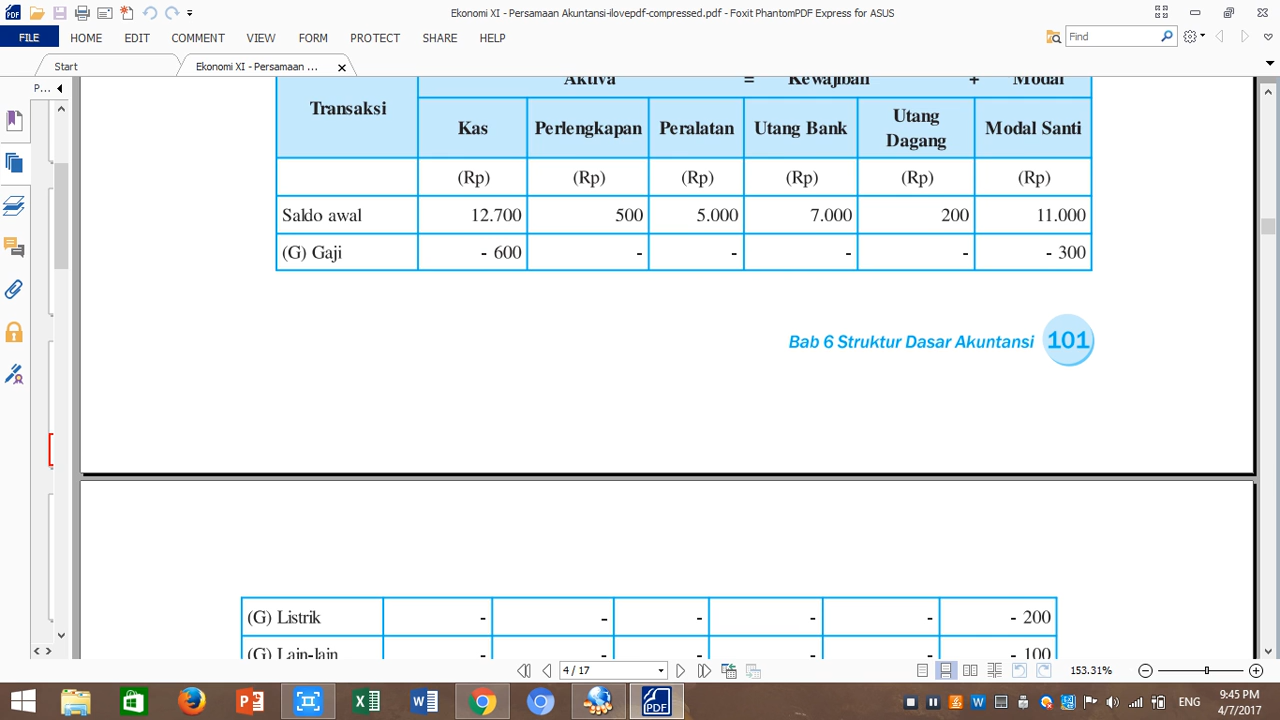 Ekonomi XI - Persamaan Akuntansi-ilovepdf-compressed.pdf - Foxit PhantomPDF Express for ASUS
FILE HOME EDIT COMMENT VIEW FORM PROTECT SHARE HELP Find
Start Ekonomi XI - Persamaan ...
P...
Transaksi Aktiva = Kewajiban + Modal
Kas Perlengkapan Peralatan Utang Bank Utang Dagang Modal Santi
(Rp) (Rp) (Rp) (Rp) (Rp) (Rp)
Saldo awal 12.700 500 5.000 7.000 200 11.000
(G) Gaji - 600 - - - - - 300
Bab 6 Struktur Dasar Akuntansi 101
(G) Listrik - - - - - - 200
(G) Lain-lain - - - - - - 100
4 / 17 153.31%
ENG 9:45 PM
4/7/2017